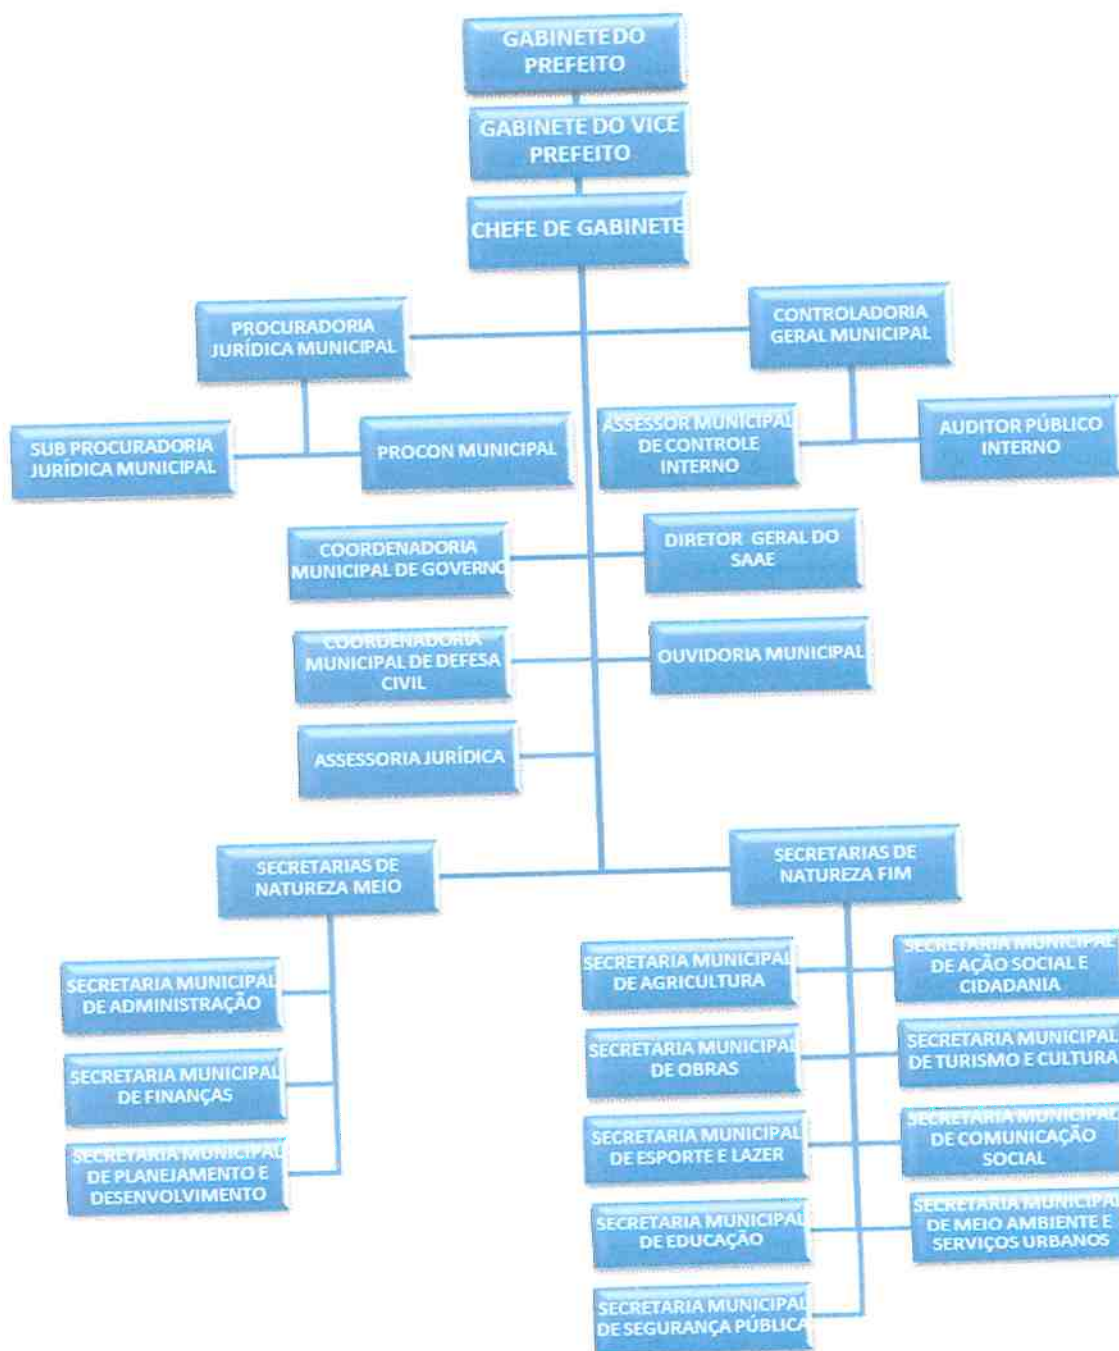 GABINETE DO
PREFEITO
GABINETE DO VICE
PREFEITO
CHEFE DE GABINETE
PROCURADORIA
JURÍDICA MUNICIPAL
CONTROLADORIA
GERAL MUNICIPAL
SUB PROCURADORIA
JURÍDICA MUNICIPAL
PROCON MUNICIPAL
ASSESSOR MUNICIPAL
DE CONTROLE
INTERNO
AUDITOR PÚBLICO
INTERNO
COORDENADORIA
MUNICIPAL DE GOVERNO
DIRETOR GERAL DO
SAAE
COORDENADORIA
MUNICIPAL DE DEFESA
CIVIL
OUVIDORIA MUNICIPAL
ASSESSORIA JURÍDICA
SECRETARIAS DE
NATUREZA MEIO
SECRETARIAS DE
NATUREZA FIM
SECRETARIA MUNICIPAL
DE ADMINISTRAÇÃO
SECRETARIA MUNICIPAL
DE FINANÇAS
SECRETARIA MUNICIPAL
DE PLANEJAMENTO E
DESENVOLVIMENTO
SECRETARIA MUNICIPAL
DE AGRICULTURA
SECRETARIA MUNICIPAL
DE AÇÃO SOCIAL E
CIDADANIA
SECRETARIA MUNICIPAL
DE OBRAS
SECRETARIA MUNICIPAL
DE TURISMO E CULTURA
SECRETARIA MUNICIPAL
DE ESPORTE E LAZER
SECRETARIA MUNICIPAL
DE COMUNICAÇÃO
SOCIAL
SECRETARIA MUNICIPAL
DE EDUCAÇÃO
SECRETARIA MUNICIPAL
DE MEIO AMBIENTE E
SERVIÇOS URBANOS
SECRETARIA MUNICIPAL
DE SEGURANÇA PÚBLICA